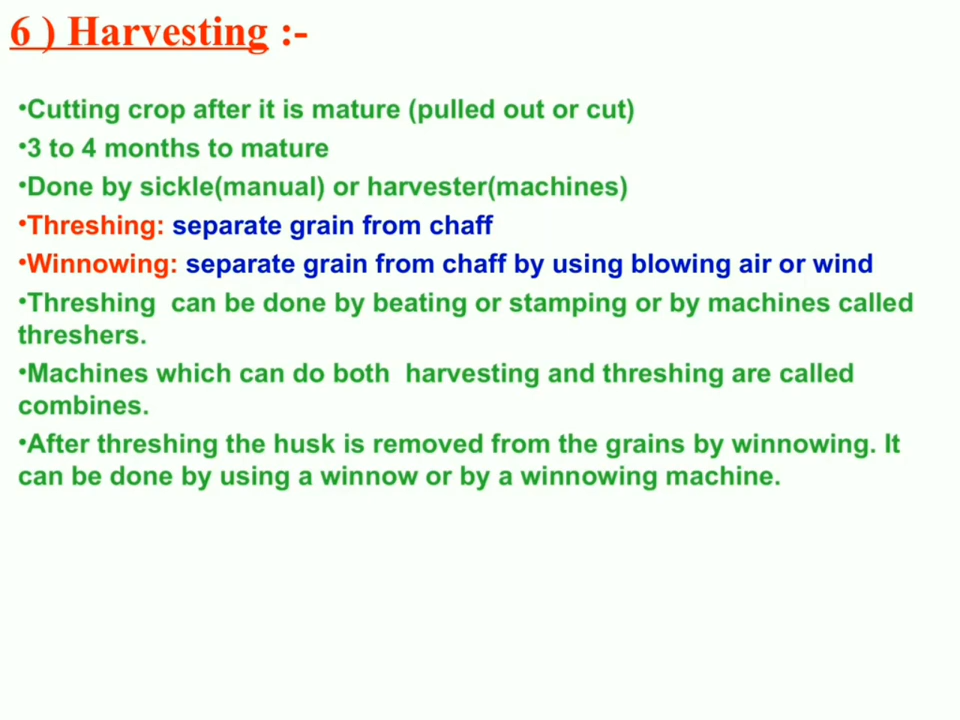 6 ) Harvesting :-
•Cutting crop after it is mature (pulled out or cut)
•3 to 4 months to mature
•Done by sickle(manual) or harvester(machines)
•Threshing: separate grain from chaff
•Winnowing: separate grain from chaff by using blowing air or wind
•Threshing  can be done by beating or stamping or by machines called
threshers.
•Machines which can do both  harvesting and threshing are called
combines.
•After threshing the husk is removed from the grains by winnowing. It
can be done by using a winnow or by a winnowing machine.